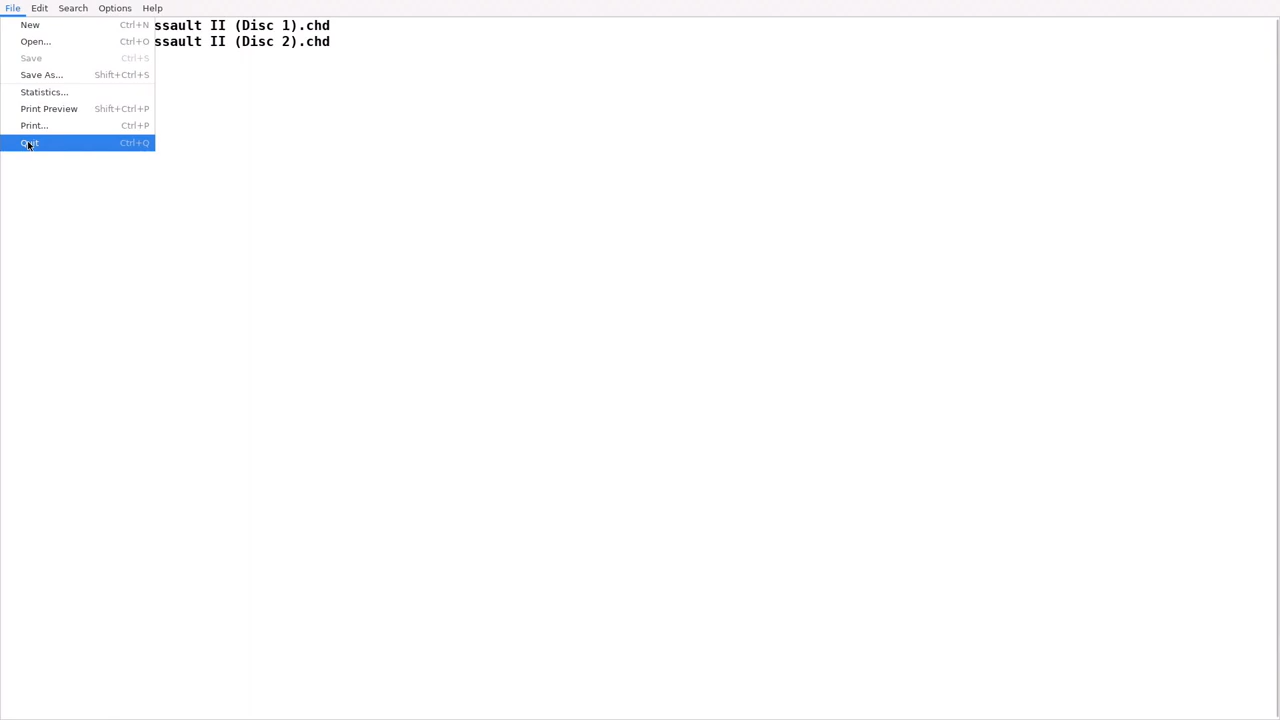 File Edit Search Options Help
New Ctrl+N
Open... Ctrl+O
Save Ctrl+S
Save As... Shift+Ctrl+S
Statistics...
Print Preview Shift+Ctrl+P
Print... Ctrl+P
Quit Ctrl+Q
ssault II (Disc 1).chd
ssault II (Disc 2).chd